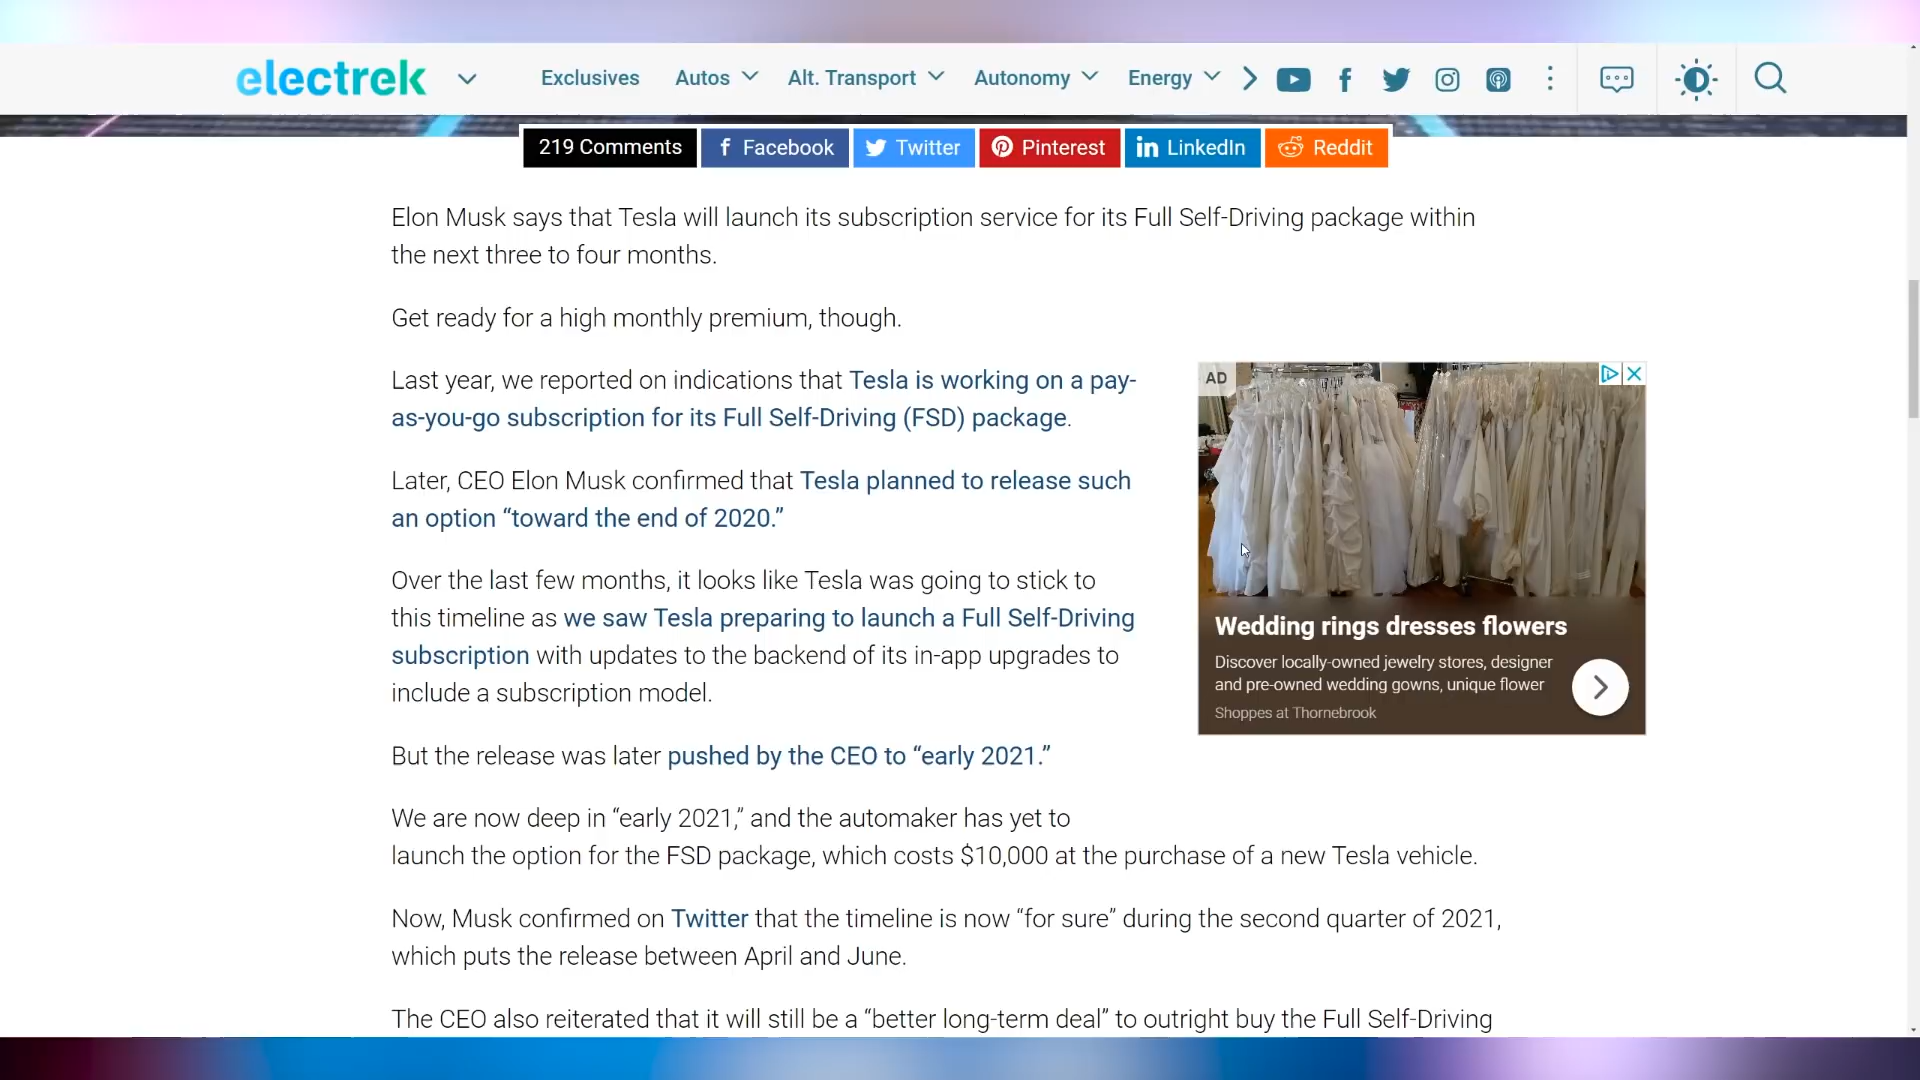 electrek
Exclusives Autos Alt. Transport Autonomy Energy
219 Comments Facebook Twitter Pinterest LinkedIn Reddit
Elon Musk says that Tesla will launch its subscription service for its Full Self-Driving package within
the next three to four months.
Get ready for a high monthly premium, though.
Last year, we reported on indications that Tesla is working on a pay-
as-you-go subscription for its Full Self-Driving (FSD) package.
Later, CEO Elon Musk confirmed that Tesla planned to release such
an option “toward the end of 2020.”
Over the last few months, it looks like Tesla was going to stick to
this timeline as we saw Tesla preparing to launch a Full Self-Driving
subscription with updates to the backend of its in-app upgrades to
include a subscription model.
But the release was later pushed by the CEO to “early 2021.”
We are now deep in “early 2021,” and the automaker has yet to
launch the option for the FSD package, which costs $10,000 at the purchase of a new Tesla vehicle.
Now, Musk confirmed on Twitter that the timeline is now “for sure” during the second quarter of 2021,
which puts the release between April and June.
The CEO also reiterated that it will still be a “better long-term deal” to outright buy the Full Self-Driving
AD
Wedding rings dresses flowers
Discover locally-owned jewelry stores, designer
and pre-owned wedding gowns, unique flower
Shoppes at Thornebrook